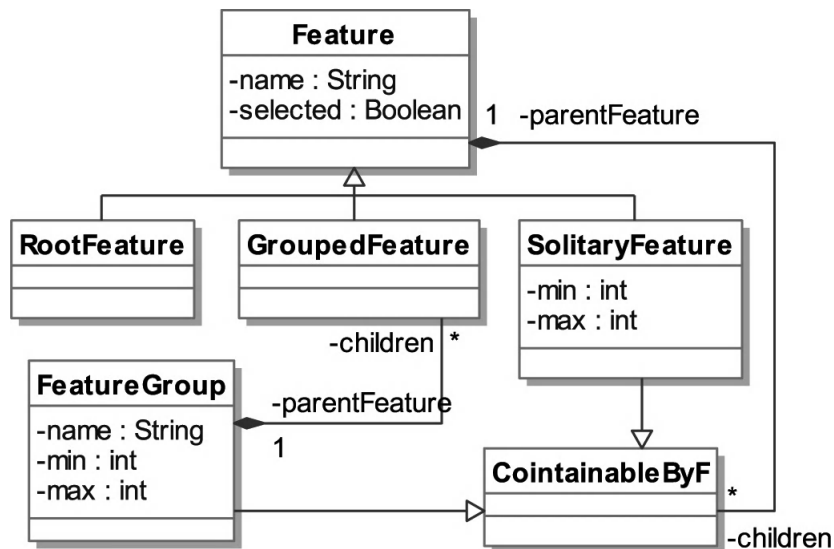 Feature
-name : String
-selected : Boolean
1 -parentFeature
RootFeature
GroupedFeature
SolitaryFeature
-min : int
-max : int
-children *
FeatureGroup
-name : String
-min : int
-max : int
-parentFeature
1
CointainableByF
*
-children